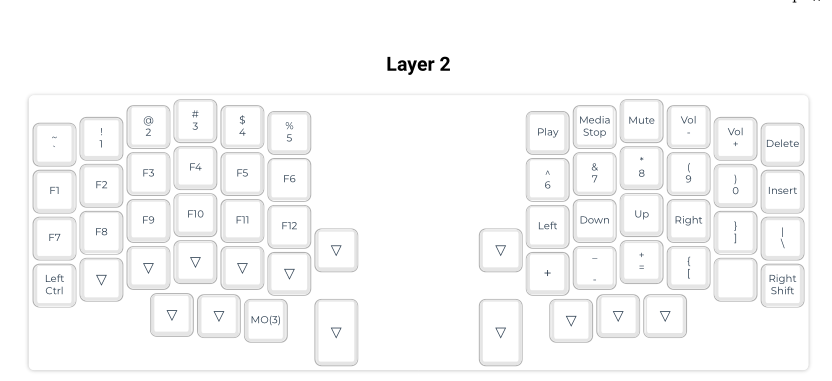 Layer 2
~
`
!
1
@
2
#
3
$
4
%
5
Play
Media
Stop
Mute
Vol
-
Vol
+
Delete
F1
F2
F3
F4
F5
F6
^
6
&
7
*
8
(
9
)
0
Insert
F7
F8
F9
F10
F11
F12
▽
▽
Left
Down
Up
Right
}
]
|
\
Left
Ctrl
▽
▽
▽
▽
▽
+
_
-
+
=
{
[
Right
Shift
▽
▽
MO(3)
▽
▽
▽
▽
▽